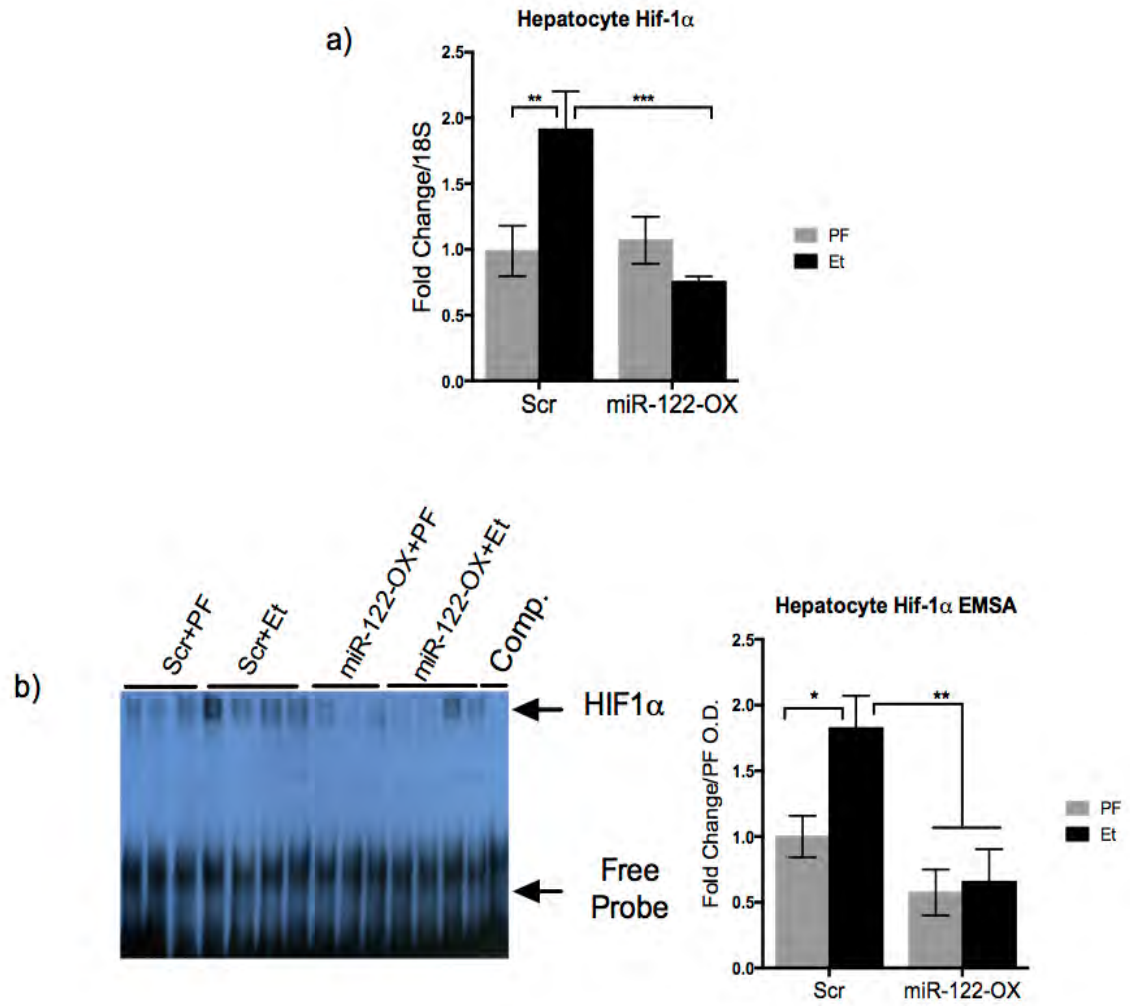 a)
Hepatocyte Hif-1α
Fold Change/18S
2.5
2.0
1.5
1.0
0.5
0.0
**
***
Scr
miR-122-OX
PF
Et
b)
Scr+PF
Scr+Et
miR-122-OX+PF
miR-122-OX+Et
Comp.
HIF1α
Free
Probe
Hepatocyte Hif-1α EMSA
Fold Change/PF O.D.
2.5
2.0
1.5
1.0
0.5
0.0
*
**
Scr
miR-122-OX
PF
Et